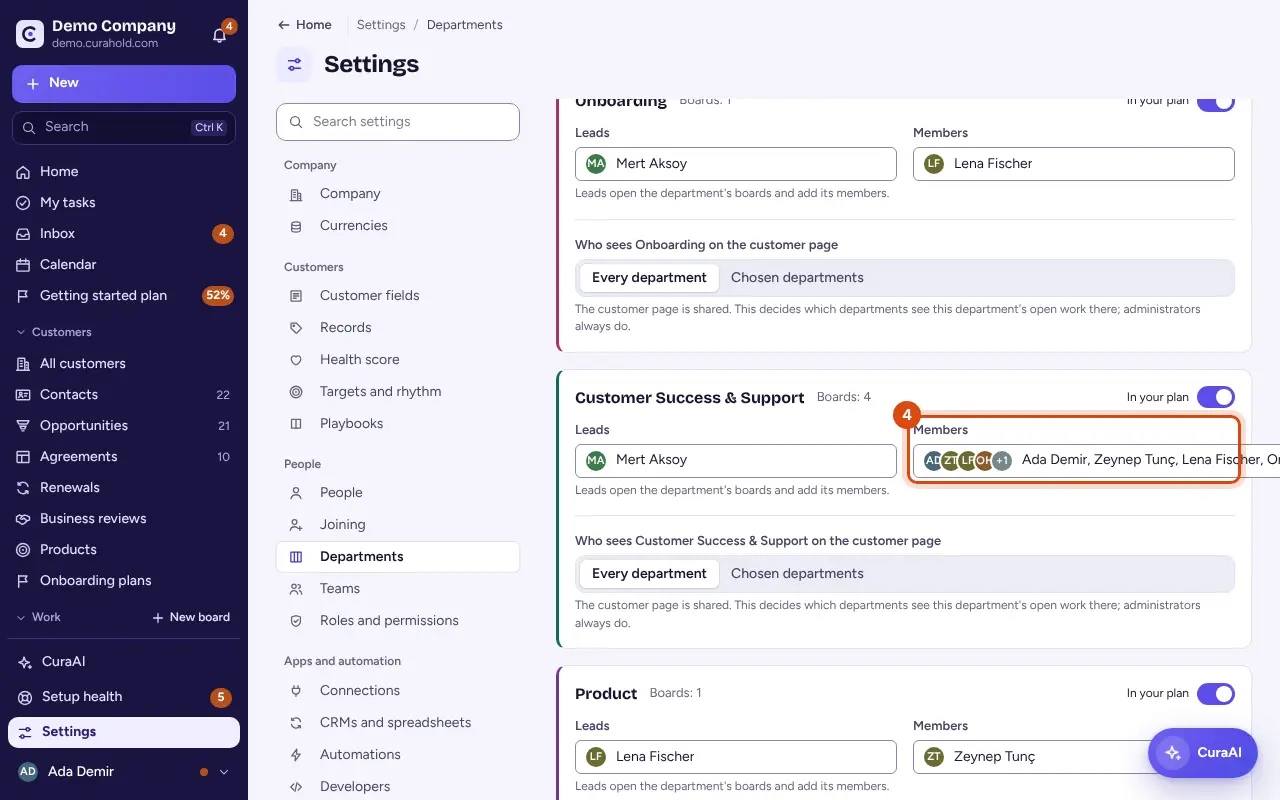 Demo Company
demo.curahold.com
4
New
Search
Ctrl K
Home
My tasks
Inbox
4
Calendar
Getting started plan
52%
Customers
All customers
Contacts
22
Opportunities
21
Agreements
10
Renewals
Business reviews
Products
Onboarding plans
Work
New board
CuraAI
Setup health
5
Settings
AD
Ada Demir
Home
Settings / Departments
Settings
Search settings
Company
Company
Currencies
Customers
Customer fields
Records
Health score
Targets and rhythm
Playbooks
People
People
Joining
Departments
Teams
Roles and permissions
Apps and automation
Connections
CRMs and spreadsheets
Automations
Developers
Onboarding
Boards: 1
In your plan
Leads
Members
MA
Mert Aksoy
LF
Lena Fischer
Leads open the department's boards and add its members.
Who sees Onboarding on the customer page
Every department
Chosen departments
The customer page is shared. This decides which departments see this department's open work there; administrators
always do.
Customer Success & Support
Boards: 4
In your plan
4
Leads
Members
MA
Mert Aksoy
AD ZT LF OH +1
Ada Demir, Zeynep Tunç, Lena Fischer,
Leads open the department's boards and add its members.
Who sees Customer Success & Support on the customer page
Every department
Chosen departments
The customer page is shared. This decides which departments see this department's open work there; administrators
always do.
Product
Boards: 1
In your plan
Leads
Members
LF
Lena Fischer
ZT
Zeynep Tunç
Leads open the department's boards and add its members.
CuraAI